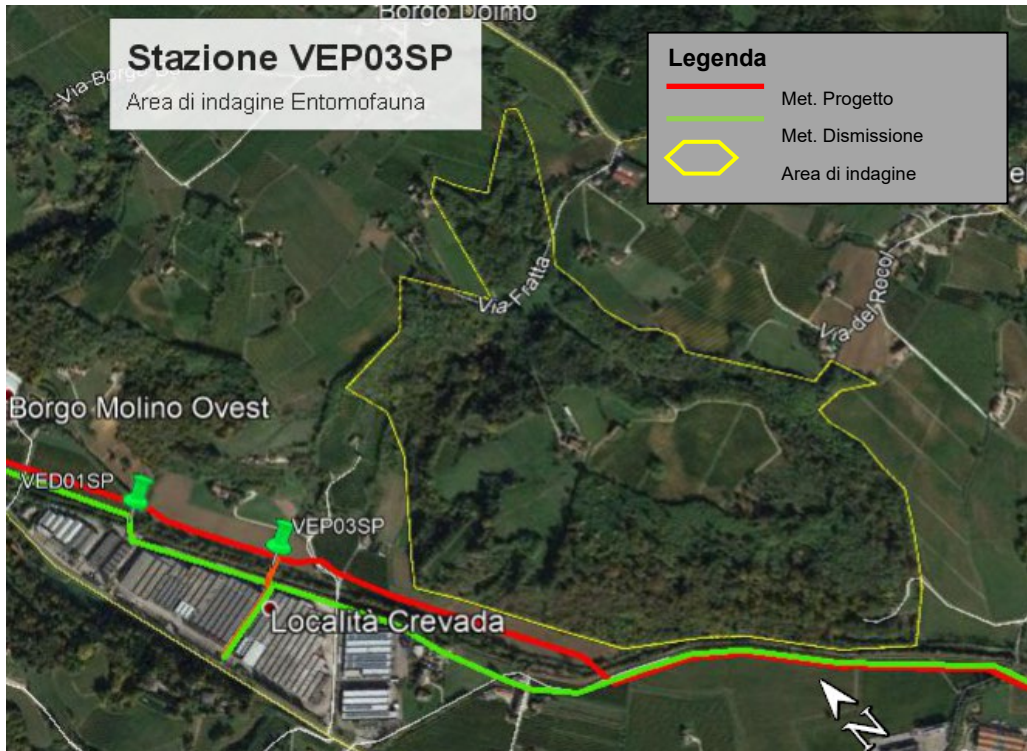 Borgo Doimo
Stazione VEP03SP
Area di indagine Entomofauna
Legenda
Met. Progetto
Met. Dismissione
Area di indagine
Via-Fratta
Via-del-Rocol
Borgo Molino Ovest
VED01SP
VEP03SP
Località Crevada
N